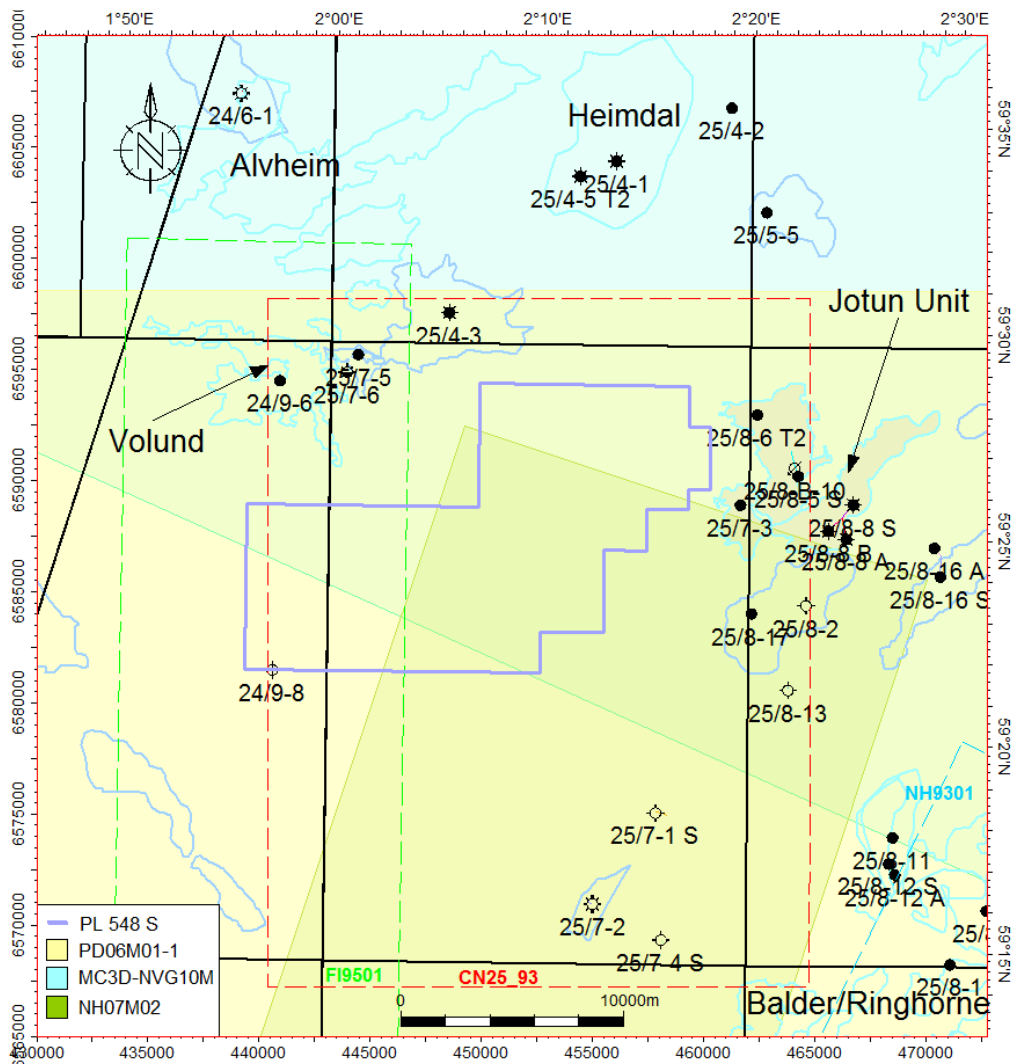 1°50'E 2°00'E 2°10'E 2°20'E 2°30'E
6610000
6605000
6600000
6595000
6590000
6585000
6580000
6575000
6570000
6565000
59°35'N
59°30'N
59°25'N
59°20'N
59°15'N
24/6-1
Alvheim
Heimdal
25/4-2
25/4-1
25/4-5 T2
25/5-5
Jotun Unit
25/4-3
25/7-5
25/7-6
24/9-6
Volund
25/8-6 T2
25/8-B-10
25/8-5 S
25/7-3
25/8-8 S
25/8-8 B
25/8-8 A
25/8-16 A
25/8-16 S
25/8-2
25/8-17
24/9-8
25/8-13
NH9301
25/7-1 S
25/8-11
25/8-12 S
25/8-12 A
25/7-2
25/7-4 S
25/8-1
Balder/Ringhorne
PL 548 S
PD06M01-1
MC3D-NVG10M
NH07M02
FI9501
CN25_93
0 10000m
N
430000 435000 440000 445000 450000 455000 460000 465000 470000